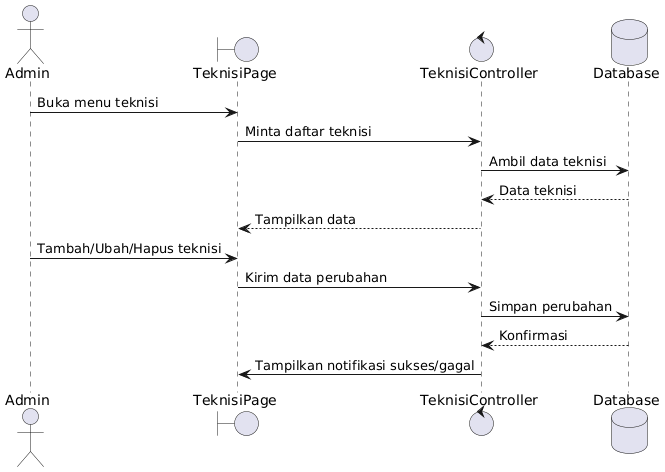 Admin
TeknisiPage
TeknisiController
Database
Buka menu teknisi
Minta daftar teknisi
Ambil data teknisi
Data teknisi
Tampilkan data
Tambah/Ubah/Hapus teknisi
Kirim data perubahan
Simpan perubahan
Konfirmasi
Tampilkan notifikasi sukses/gagal
Admin
TeknisiPage
TeknisiController
Database